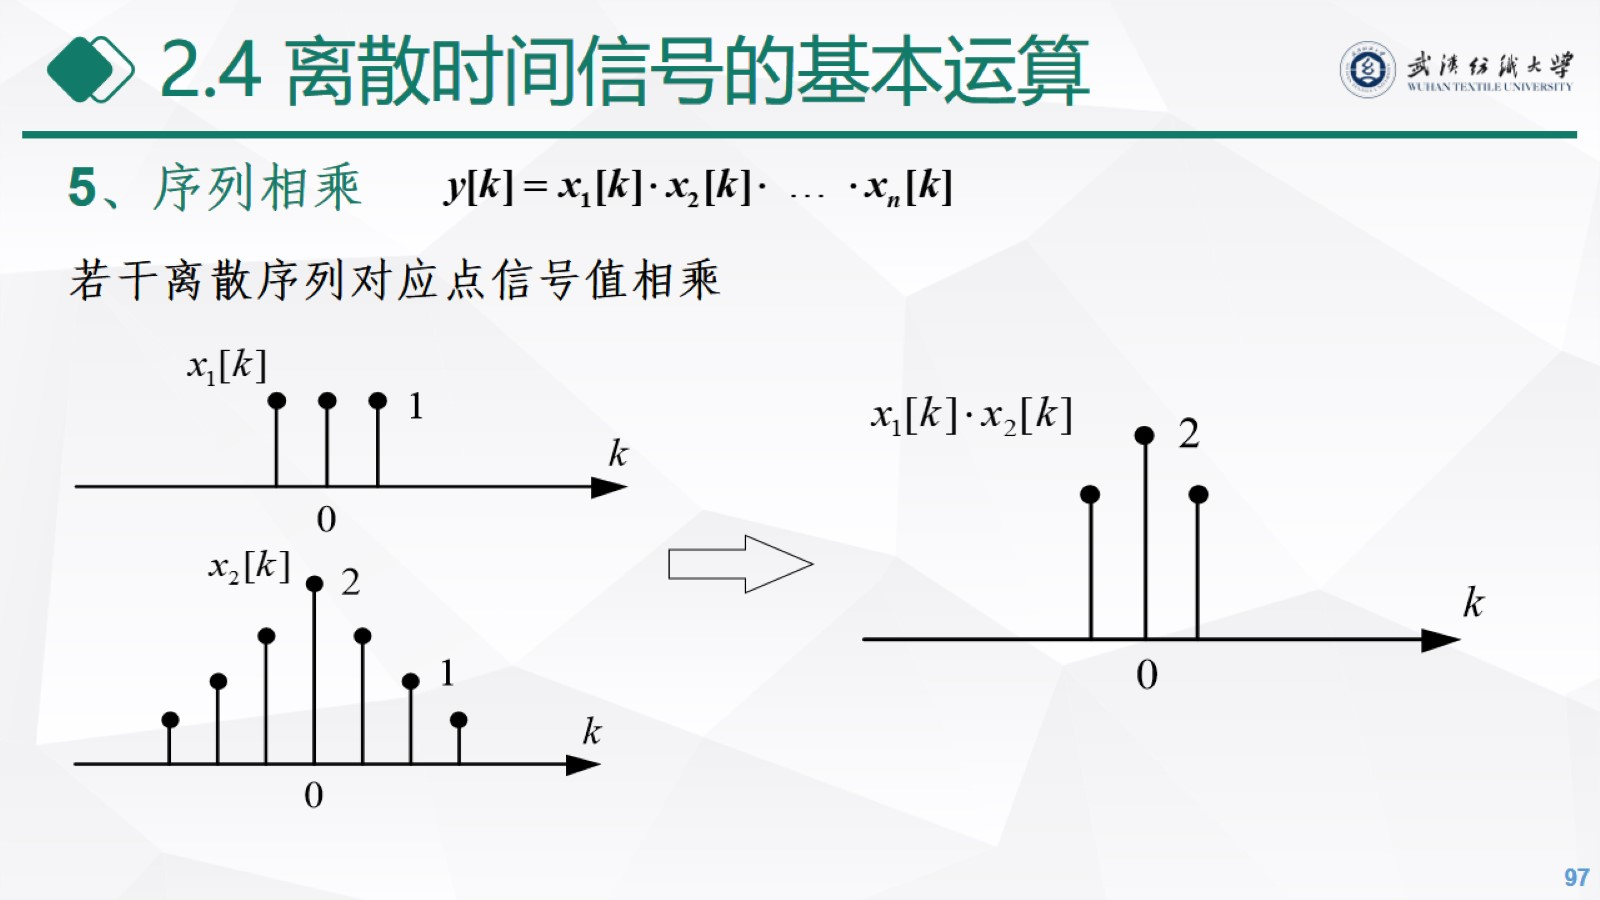 2.4 离散时间信号的基本运算
武汉纺织大学
WUHAN TEXTILE UNIVERSITY
5、序列相乘 y[k] = x₁[k]·x₂[k]· … ·xₙ[k]
若干离散序列对应点信号值相乘
x₁[k]
1
k
0
x₂[k]
2
1
k
0
x₁[k]·x₂[k]
2
k
0
97